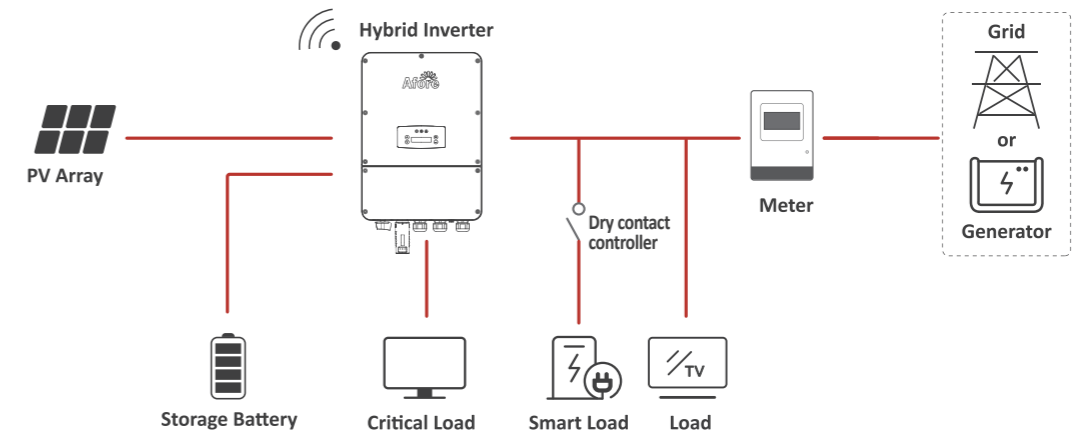 Hybrid Inverter
Grid
Afore
or
PV Array
Meter
Dry contact
controller
Generator
TV
Storage Battery
Critical Load
Smart Load
Load